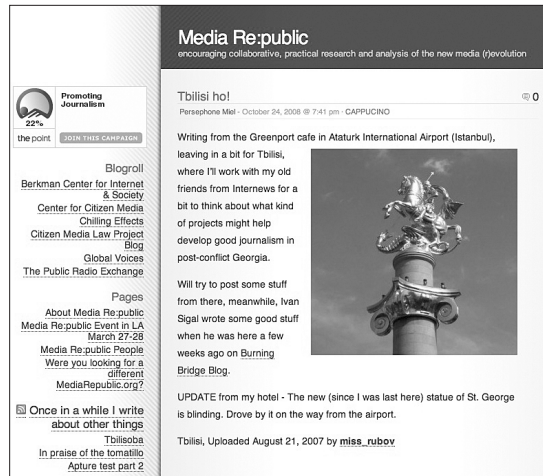 Media Re:public
encouraging collaborative, practical research and analysis of the new media (r)evolution
Promoting
Journalism
22%
the point
JOIN THIS CAMPAIGN
Blogroll
Berkman Center for Internet
& Society
Center for Citizen Media
Chilling Effects
Citizen Media Law Project
Blog
Global Voices
The Public Radio Exchange
Pages
About Media Re:public
Media Re:public Event in LA
March 27-28
Media Re:public People
Were you looking for a
different
MediaRepublic.org?
Once in a while I write
about other things
Tbilisoba
In praise of the tomatillo
Apture test part 2
Tbilisi ho!
0
Persephone Miel - October 24, 2008 @ 7:41 pm · CAPPUCINO
Writing from the Greenport cafe in Ataturk International Airport (Istanbul),
leaving in a bit for Tbilisi,
where I'll work with my old
friends from Internews for a
bit to think about what kind
of projects might help
develop good journalism in
post-conflict Georgia.
Will try to post some stuff
from there, meanwhile, Ivan
Sigal wrote some good stuff
when he was here a few
weeks ago on Burning
Bridge Blog.
UPDATE from my hotel - The new (since I was last here) statue of St. George
is blinding. Drove by it on the way from the airport.
Tbilisi, Uploaded August 21, 2007 by miss_rubov